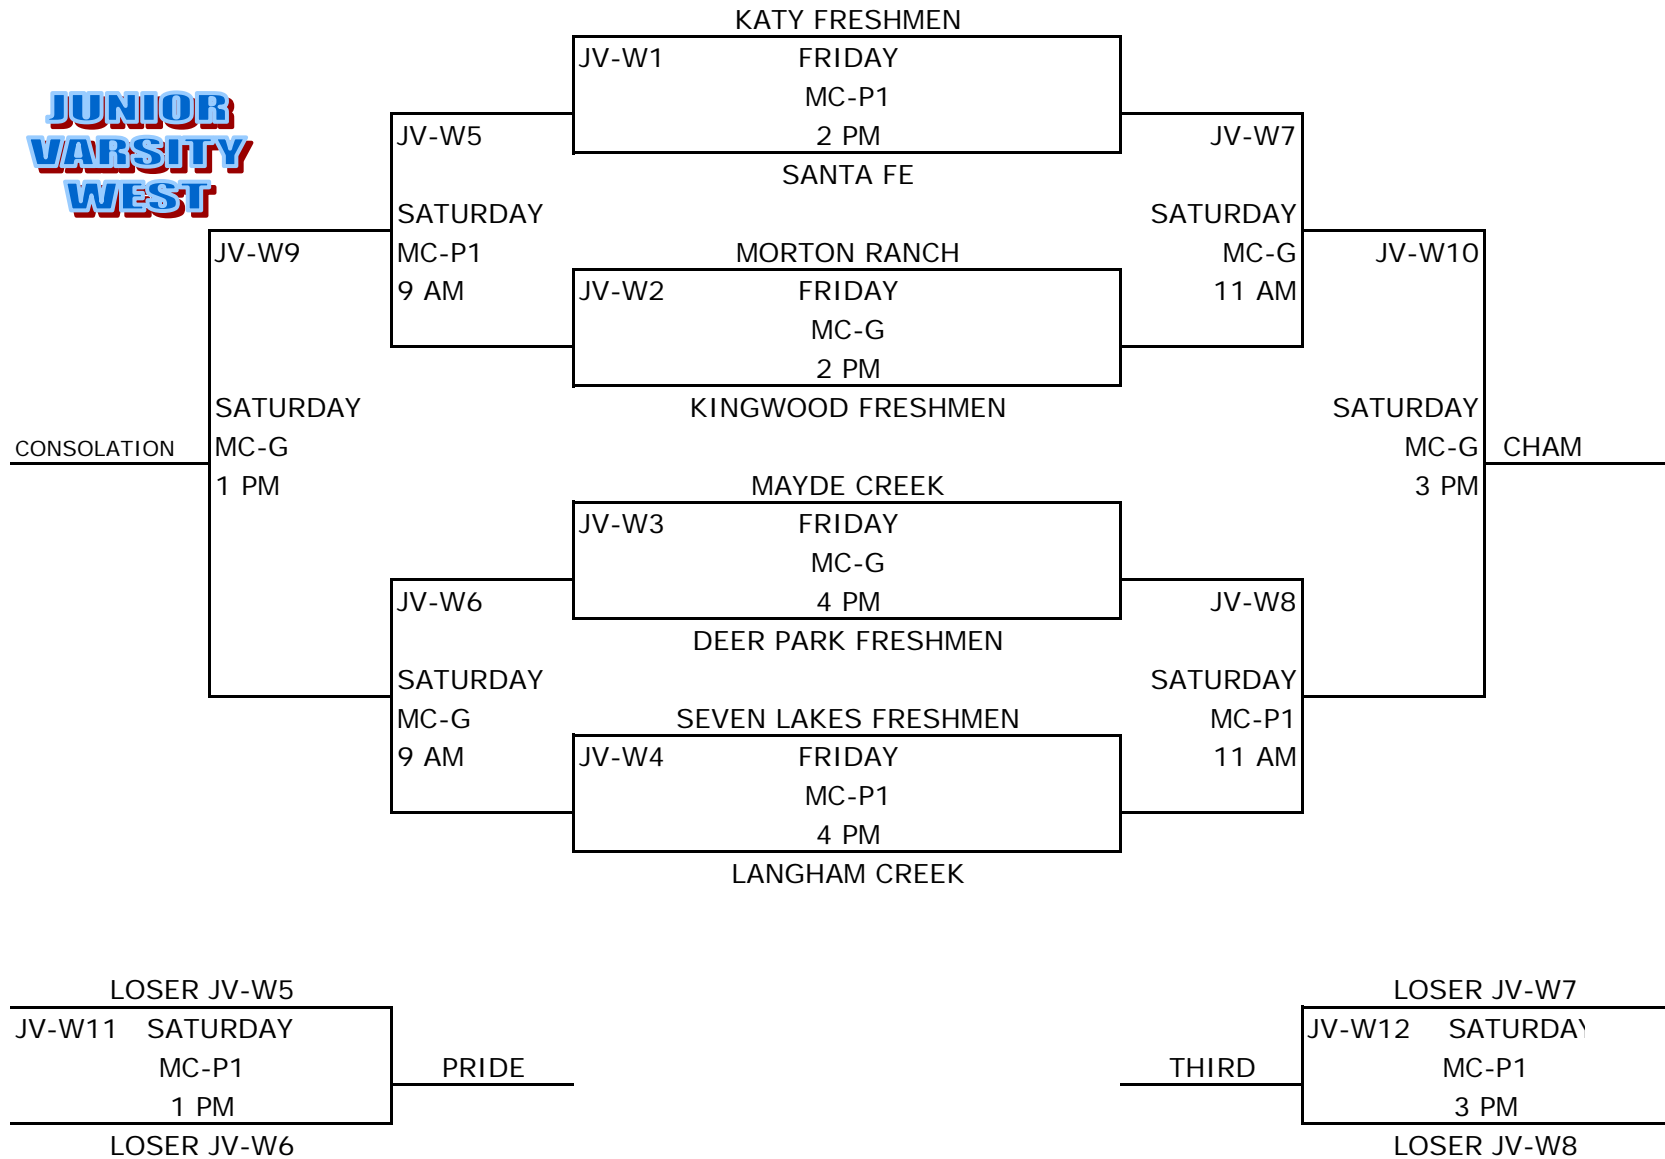 KATY FRESHMEN
JV-W1 FRIDAY
MC-P1
2 PM
SANTA FE
JUNIOR
VARSITY
WEST
JV-W5
SATURDAY
MC-P1
9 AM
JV-W7
SATURDAY
MC-G
11 AM
MORTON RANCH
JV-W2 FRIDAY
MC-G
2 PM
KINGWOOD FRESHMEN
JV-W9
SATURDAY
MC-G
1 PM
CONSOLATION
JV-W10
SATURDAY
MC-G
3 PM
CHAM
MAYDE CREEK
JV-W3 FRIDAY
MC-G
4 PM
DEER PARK FRESHMEN
JV-W6
SATURDAY
MC-G
9 AM
JV-W8
SATURDAY
MC-P1
11 AM
SEVEN LAKES FRESHMEN
JV-W4 FRIDAY
MC-P1
4 PM
LANGHAM CREEK
LOSER JV-W5
JV-W11 SATURDAY
MC-P1
1 PM
LOSER JV-W6
PRIDE
THIRD
LOSER JV-W7
JV-W12 SATURDAY
MC-P1
3 PM
LOSER JV-W8